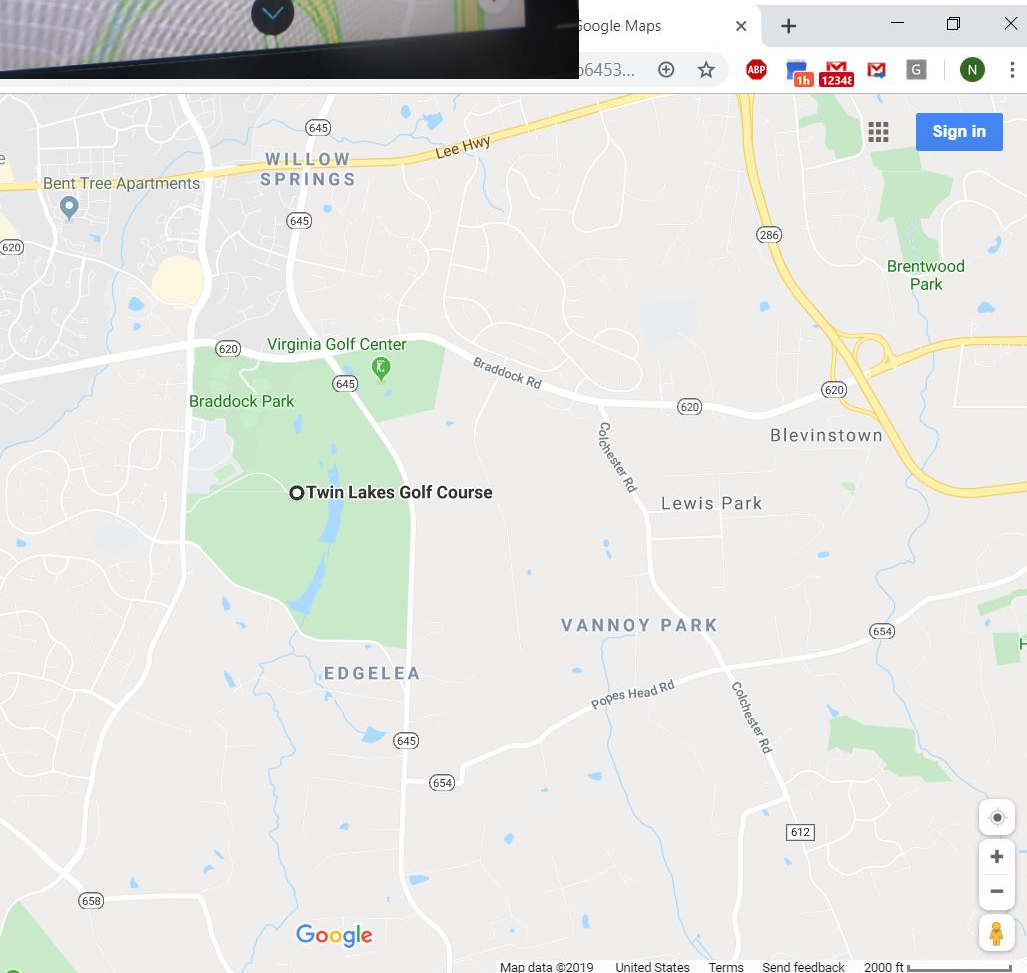 Google Maps
6453...
ABP
1h
12348
G
N
Sign in
645
Lee Hwy
WILLOW
SPRINGS
Bent Tree Apartments
645
620
286
Brentwood
Park
Virginia Golf Center
620
645
Braddock Rd
620
620
Braddock Park
Colchester Rd
Blevinstown
Twin Lakes Golf Course
Lewis Park
VANNOY PARK
654
EDGELEA
Popes Head Rd
Colchester Rd
645
654
612
658
Google
Map data ©2019 United States Terms Send feedback 2000 ft